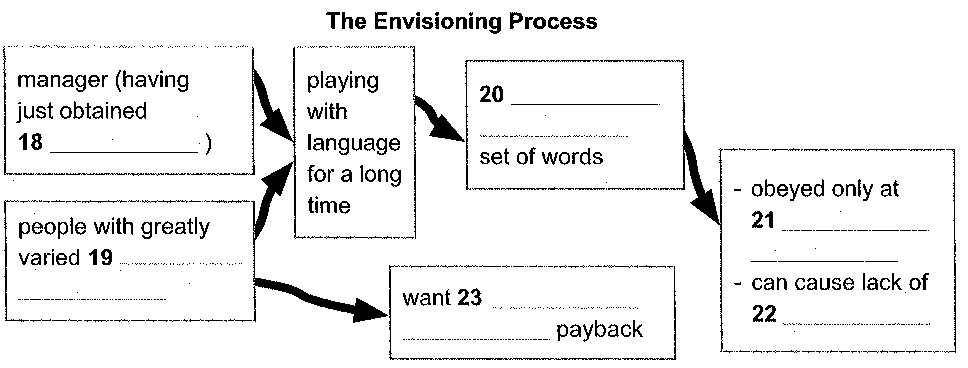 The Envisioning Process
manager (having
just obtained
18 ____________ )
people with greatly
varied 19 ____________
____________
playing
with
language
for a long
time
20 ____________
____________
set of words
want 23 ____________
____________ payback
- obeyed only at
21 ____________
____________
- can cause lack of
22 ____________